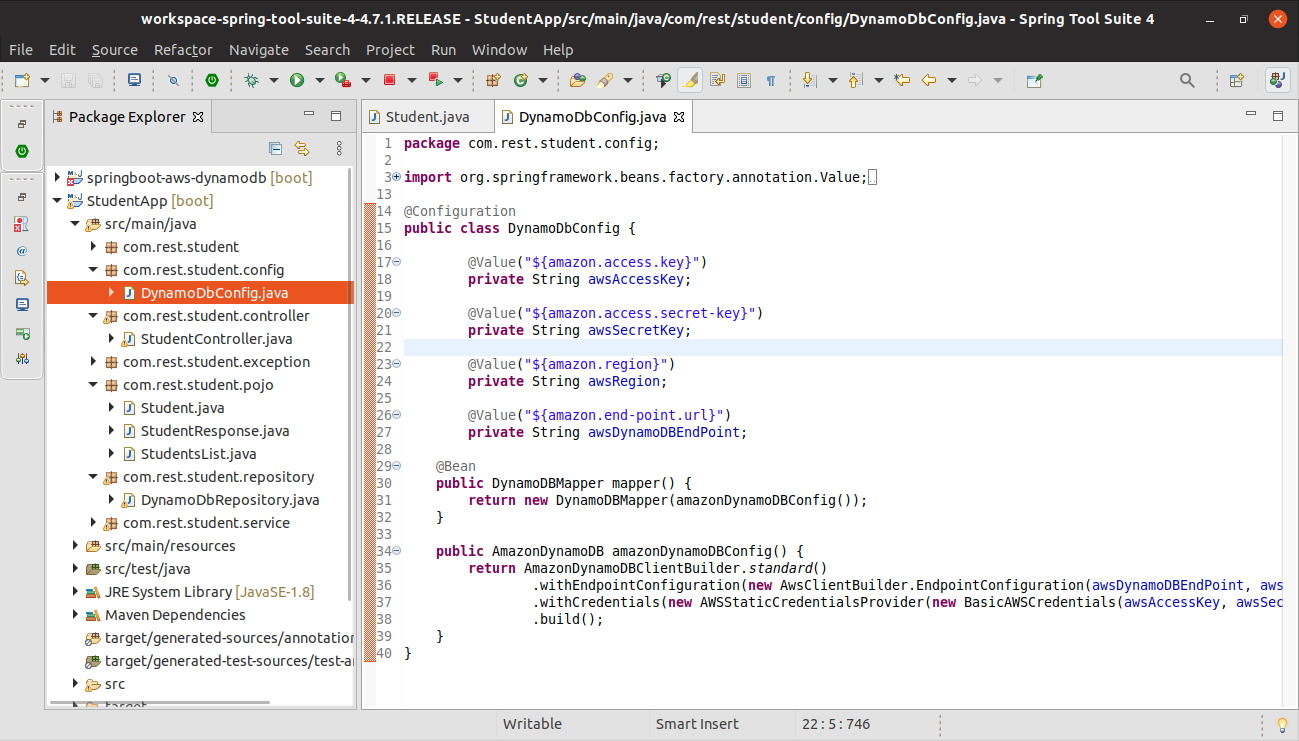 workspace-spring-tool-suite-4-4.7.1.RELEASE - StudentApp/src/main/java/com/rest/student/config/DynamoDbConfig.java - Spring Tool Suite 4
File Edit Source Refactor Navigate Search Project Run Window Help
Package Explorer
springboot-aws-dynamodb [boot]
StudentApp [boot]
src/main/java
com.rest.student
com.rest.student.config
DynamoDbConfig.java
com.rest.student.controller
StudentController.java
com.rest.student.exception
com.rest.student.pojo
Student.java
StudentResponse.java
StudentsList.java
com.rest.student.repository
DynamoDbRepository.java
com.rest.student.service
src/main/resources
src/test/java
JRE System Library [JavaSE-1.8]
Maven Dependencies
target/generated-sources/annotation
target/generated-test-sources/test-a
src
target
Student.java DynamoDbConfig.java
1 package com.rest.student.config;
2
3 import org.springframework.beans.factory.annotation.Value;
13
14 @Configuration
15 public class DynamoDbConfig {
16
17 @Value("${amazon.access.key}")
18 private String awsAccessKey;
19
20 @Value("${amazon.access.secret-key}")
21 private String awsSecretKey;
22
23 @Value("${amazon.region}")
24 private String awsRegion;
25
26 @Value("${amazon.end-point.url}")
27 private String awsDynamoDBEndPoint;
28
29 @Bean
30 public DynamoDBMapper mapper() {
31 return new DynamoDBMapper(amazonDynamoDBConfig());
32 }
33
34 public AmazonDynamoDB amazonDynamoDBConfig() {
35 return AmazonDynamoDBClientBuilder.standard()
36 .withEndpointConfiguration(new AwsClientBuilder.EndpointConfiguration(awsDynamoDBEndPoint, aws
37 .withCredentials(new AWSStaticCredentialsProvider(new BasicAWSCredentials(awsAccessKey, awsSec
38 .build();
39 }
40 }
Writable Smart Insert 22 : 5 : 746